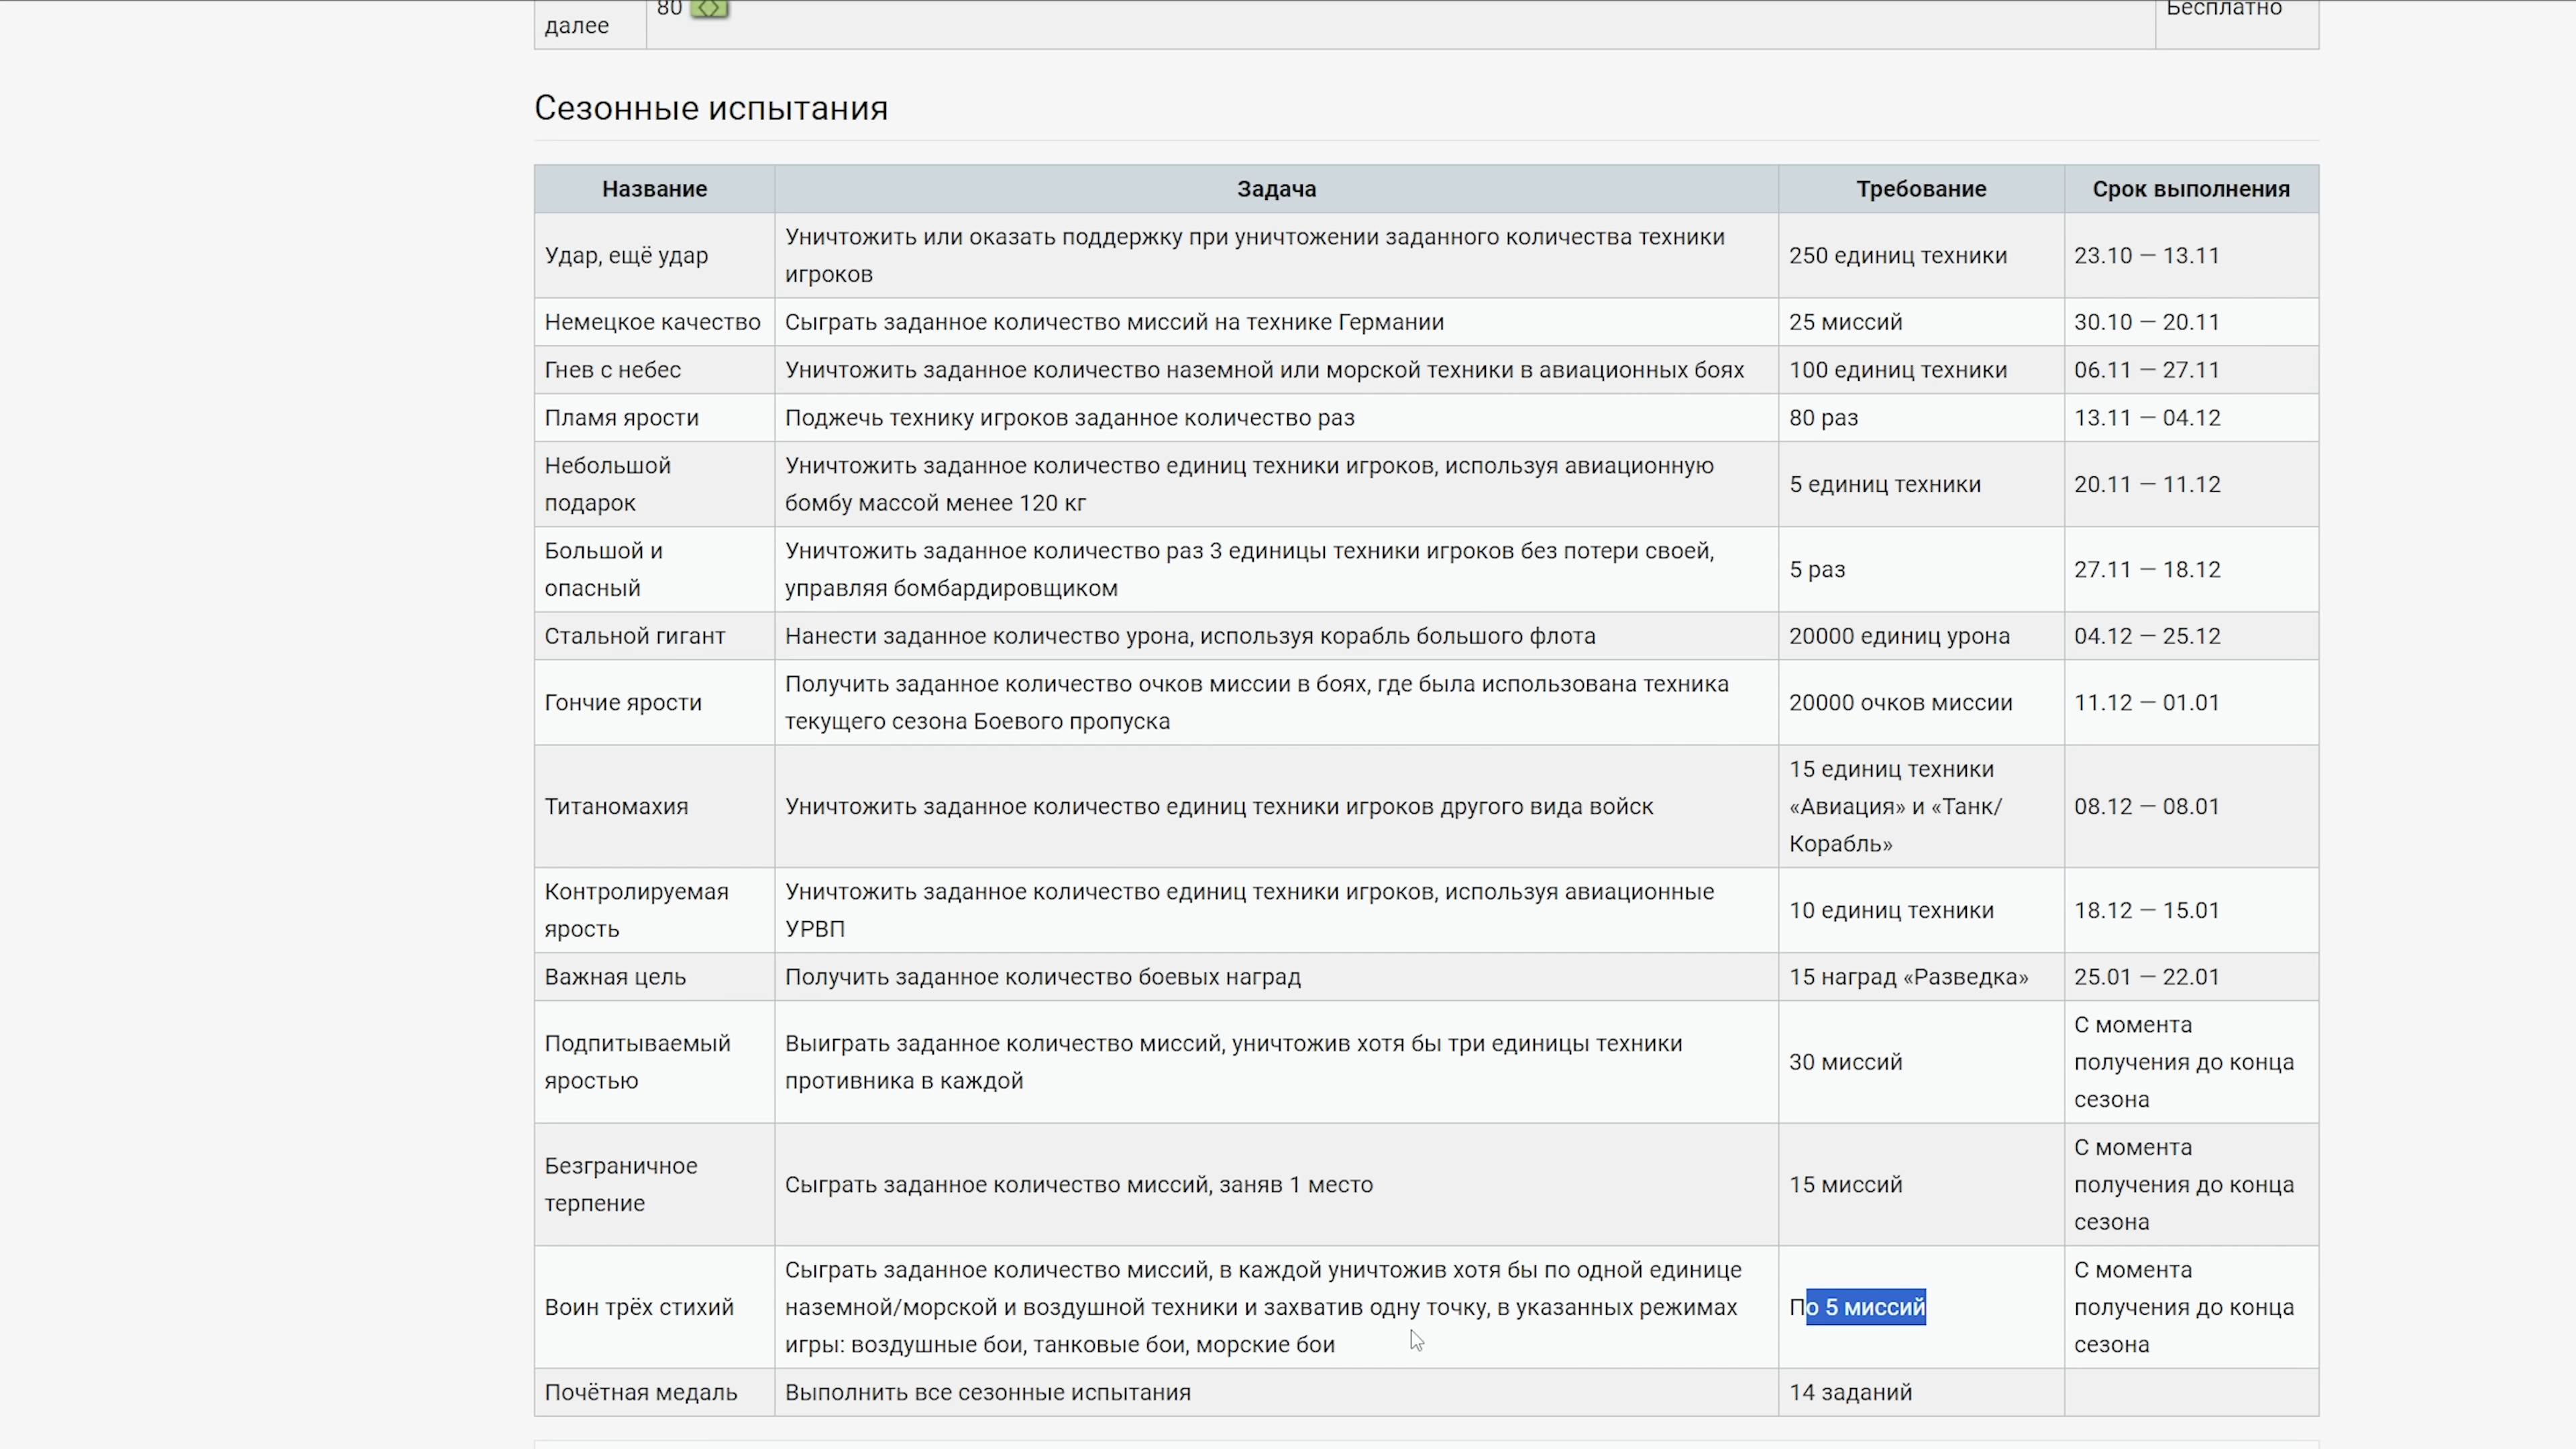 далее
80
Бесплатно
Сезонные испытания
Название
Задача
Требование
Срок выполнения
Удар, ещё удар
Уничтожить или оказать поддержку при уничтожении заданного количества техники
игроков
250 единиц техники
23.10 — 13.11
Немецкое качество
Сыграть заданное количество миссий на технике Германии
25 миссий
30.10 — 20.11
Гнев с небес
Уничтожить заданное количество наземной или морской техники в авиационных боях
100 единиц техники
06.11 — 27.11
Пламя ярости
Поджечь технику игроков заданное количество раз
80 раз
13.11 — 04.12
Небольшой
подарок
Уничтожить заданное количество единиц техники игроков, используя авиационную
бомбу массой менее 120 кг
5 единиц техники
20.11 — 11.12
Большой и
опасный
Уничтожить заданное количество раз 3 единицы техники игроков без потери своей,
управляя бомбардировщиком
5 раз
27.11 — 18.12
Стальной гигант
Нанести заданное количество урона, используя корабль большого флота
20000 единиц урона
04.12 — 25.12
Гончие ярости
Получить заданное количество очков миссии в боях, где была использована техника
текущего сезона Боевого пропуска
20000 очков миссии
11.12 — 01.01
Титаномахия
Уничтожить заданное количество единиц техники игроков другого вида войск
15 единиц техники
«Авиация» и «Танк/
Корабль»
08.12 — 08.01
Контролируемая
ярость
Уничтожить заданное количество единиц техники игроков, используя авиационные
УРВП
10 единиц техники
18.12 — 15.01
Важная цель
Получить заданное количество боевых наград
15 наград «Разведка»
25.01 — 22.01
Подпитываемый
яростью
Выиграть заданное количество миссий, уничтожив хотя бы три единицы техники
противника в каждой
30 миссий
С момента
получения до конца
сезона
Безграничное
терпение
Сыграть заданное количество миссий, заняв 1 место
15 миссий
С момента
получения до конца
сезона
Воин трёх стихий
Сыграть заданное количество миссий, в каждой уничтожив хотя бы по одной единице
наземной/морской и воздушной техники и захватив одну точку, в указанных режимах
игры: воздушные бои, танковые бои, морские бои
По 5 миссий
С момента
получения до конца
сезона
Почётная медаль
Выполнить все сезонные испытания
14 заданий